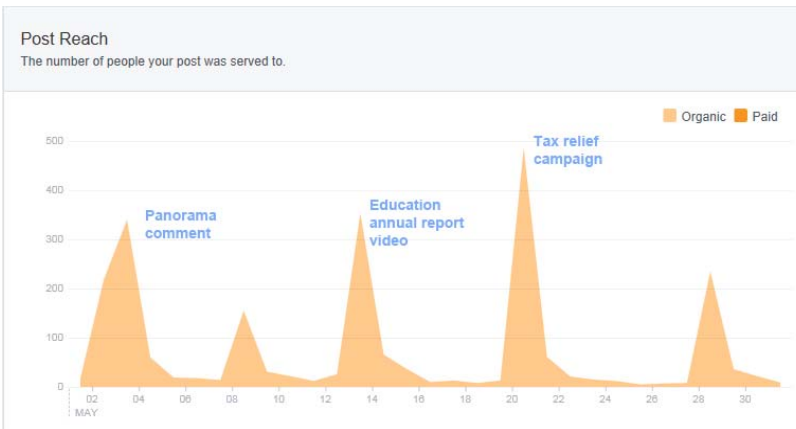 Post Reach
The number of people your post was served to.
Organic Paid
500
400
300
200
100
0
Panorama
comment
Education
annual report
video
Tax relief
campaign
02 04 06 08 10 12 14 16 18 20 22 24 26 28 30
MAY